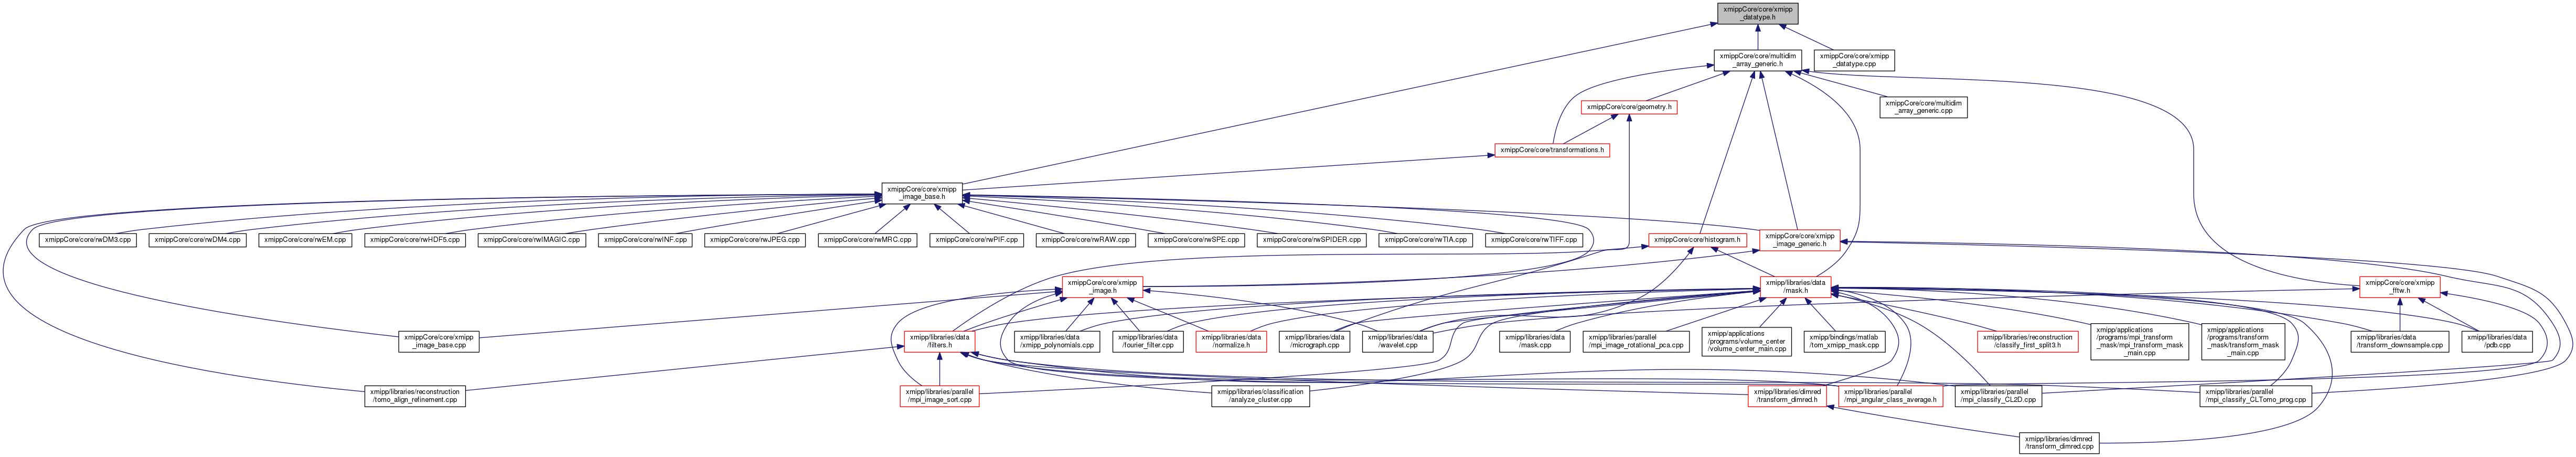 xmippCore/core/xmipp
_datatype.h
xmippCore/core/multidim
_array_generic.h
xmippCore/core/xmipp
_datatype.cpp
xmippCore/core/geometry.h
xmippCore/core/multidim
_array_generic.cpp
xmippCore/core/transformations.h
xmippCore/core/xmipp
_image_base.h
xmippCore/core/rwDM3.cpp
xmippCore/core/rwDM4.cpp
xmippCore/core/rwEM.cpp
xmippCore/core/rwHDF5.cpp
xmippCore/core/rwIMAGIC.cpp
xmippCore/core/rwINF.cpp
xmippCore/core/rwJPEG.cpp
xmippCore/core/rwMRC.cpp
xmippCore/core/rwPIF.cpp
xmippCore/core/rwRAW.cpp
xmippCore/core/rwSPE.cpp
xmippCore/core/rwSPIDER.cpp
xmippCore/core/rwTIA.cpp
xmippCore/core/rwTIFF.cpp
xmippCore/core/histogram.h
xmippCore/core/xmipp
_image_generic.h
xmippCore/core/xmipp
_image.h
xmipp/libraries/data
/mask.h
xmippCore/core/xmipp
_fftw.h
xmippCore/core/xmipp
_image_base.cpp
xmipp/libraries/data
/filters.h
xmipp/libraries/data
/xmipp_polynomials.cpp
xmipp/libraries/data
/fourier_filter.cpp
xmipp/libraries/data
/normalize.h
xmipp/libraries/data
/micrograph.cpp
xmipp/libraries/data
/wavelet.cpp
xmipp/libraries/data
/mask.cpp
xmipp/libraries/parallel
/mpi_image_rotational_pca.cpp
xmipp/applications
/programs/volume_center
/volume_center_main.cpp
xmipp/bindings/matlab
/tom_xmipp_mask.cpp
xmipp/libraries/reconstruction
/classify_first_split3.h
xmipp/applications
/programs/mpi_transform
_mask/mpi_transform_mask
_main.cpp
xmipp/applications
/programs/transform
_mask/transform_mask
_main.cpp
xmipp/libraries/data
/transform_downsample.cpp
xmipp/libraries/data
/pdb.cpp
xmipp/libraries/reconstruction
/tomo_align_refinement.cpp
xmipp/libraries/parallel
/mpi_image_sort.cpp
xmipp/libraries/classification
/analyze_cluster.cpp
xmipp/libraries/dimred
/transform_dimred.h
xmipp/libraries/parallel
/mpi_angular_class_average.h
xmipp/libraries/parallel
/mpi_classify_CL2D.cpp
xmipp/libraries/parallel
/mpi_classify_CLTomo_prog.cpp
xmipp/libraries/dimred
/transform_dimred.cpp